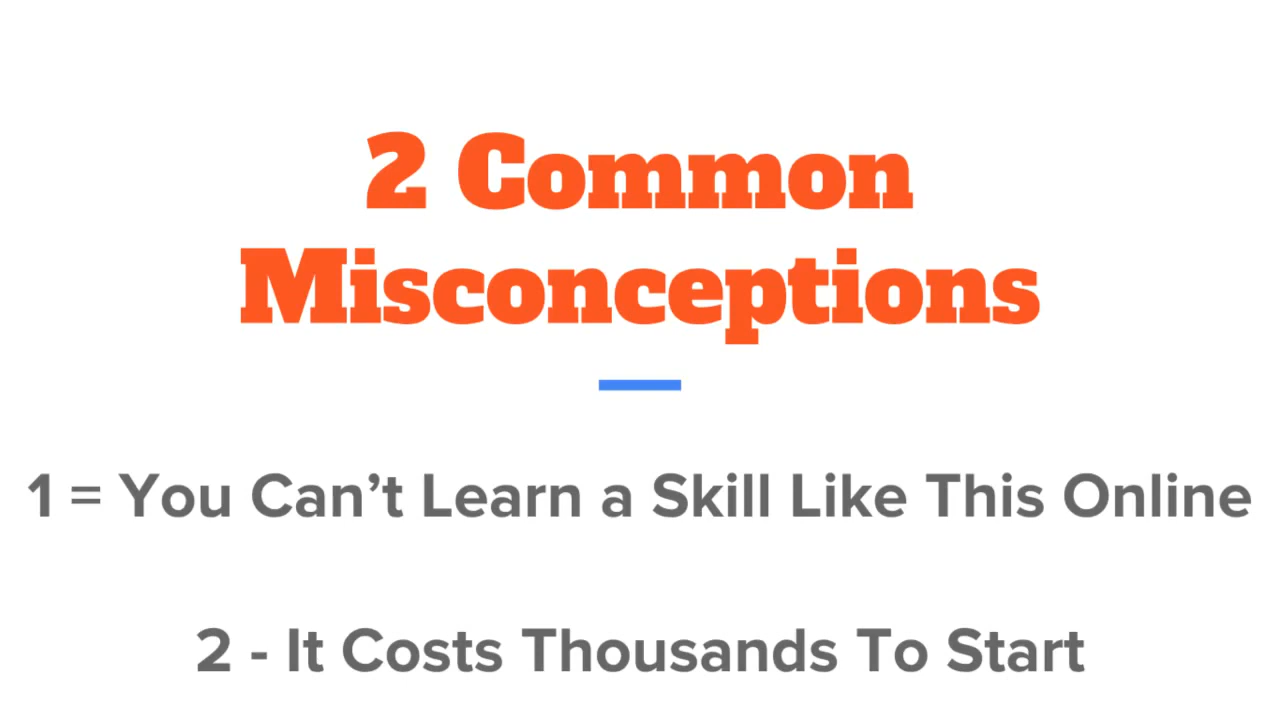 2 Common
Misconceptions
1 = You Can’t Learn a Skill Like This Online
2 - It Costs Thousands To Start